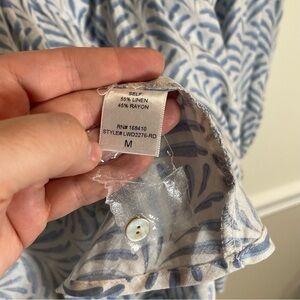 SELF:
55% LINEN
45% RAYON
RN# 168410
STYLE# LWD2276-RD
M